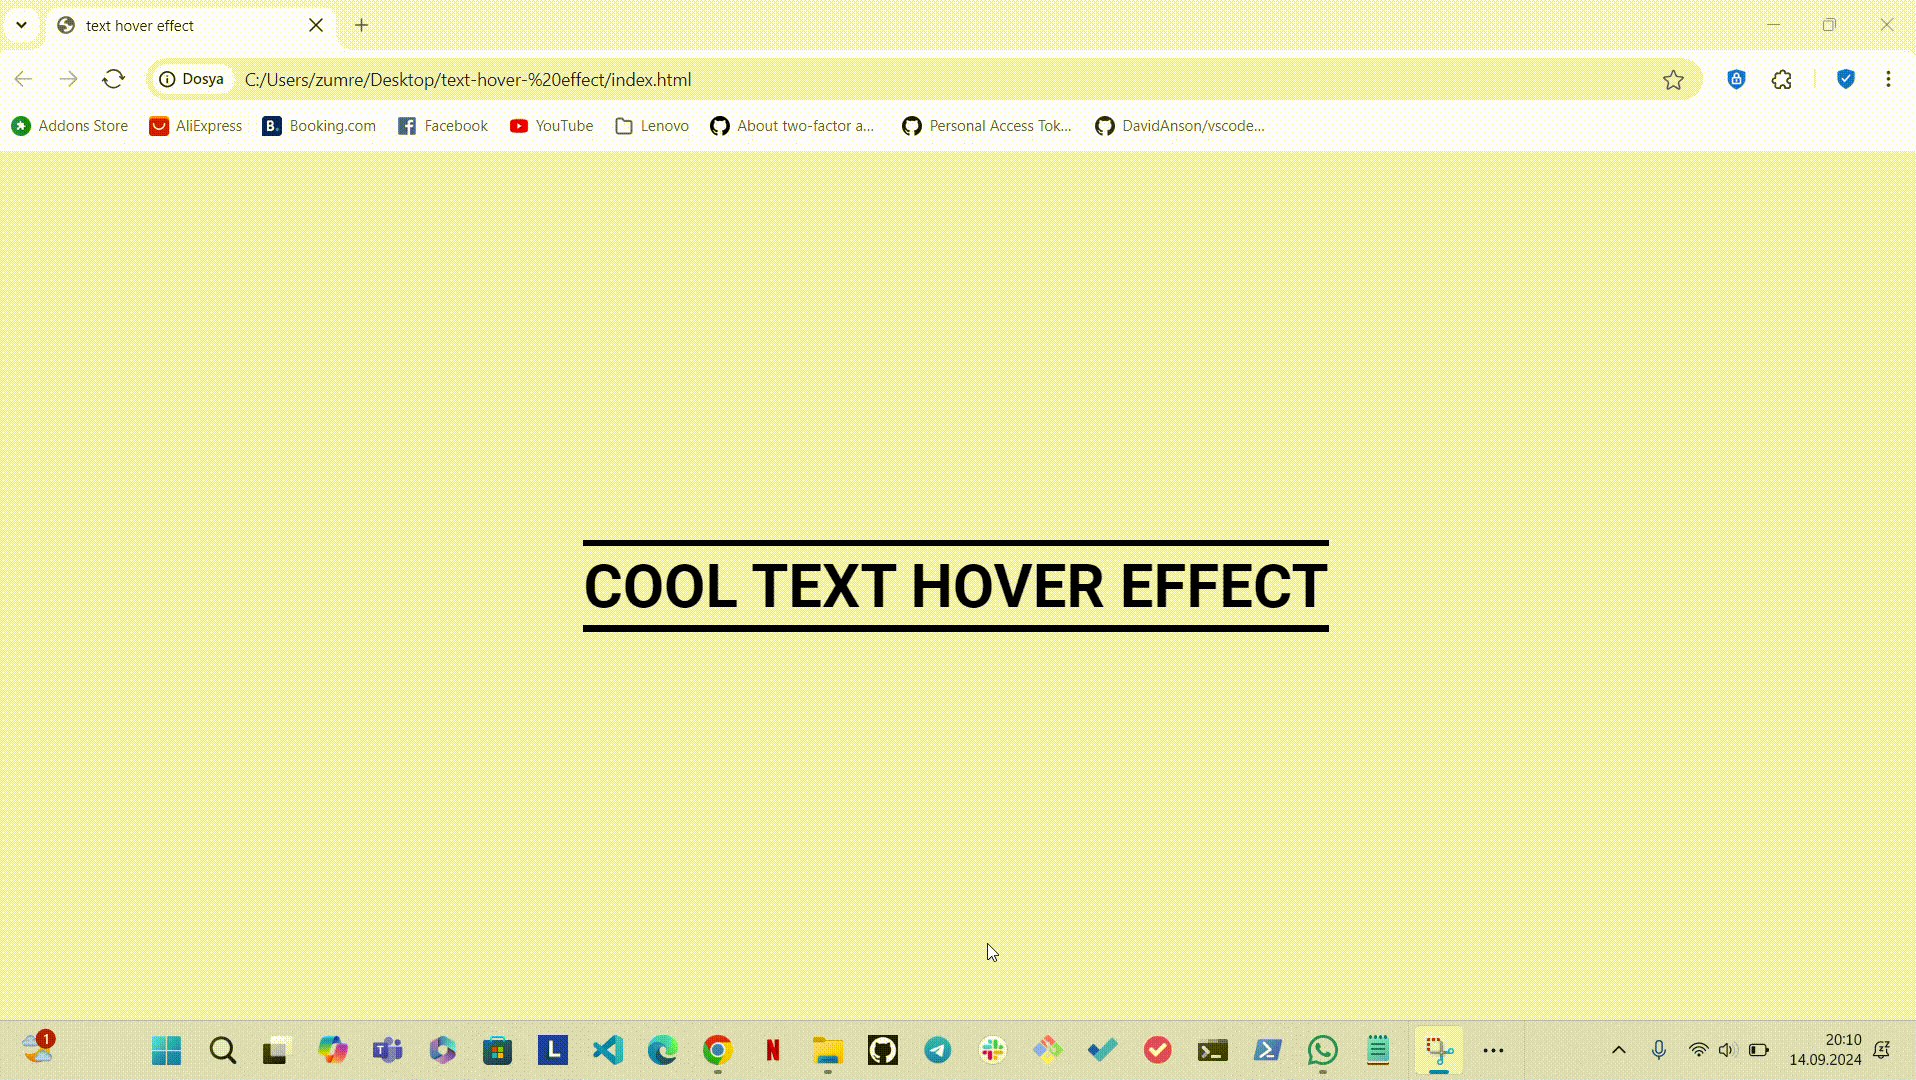 text hover effect
Dosya C:/Users/zumre/Desktop/text-hover-%20effect/index.html
Addons Store AliExpress B. Booking.com Facebook YouTube Lenovo About two-factor a... Personal Access Tok... DavidAnson/vscode...
COOL TEXT HOVER EFFECT
1 L N 20:10
14.09.2024